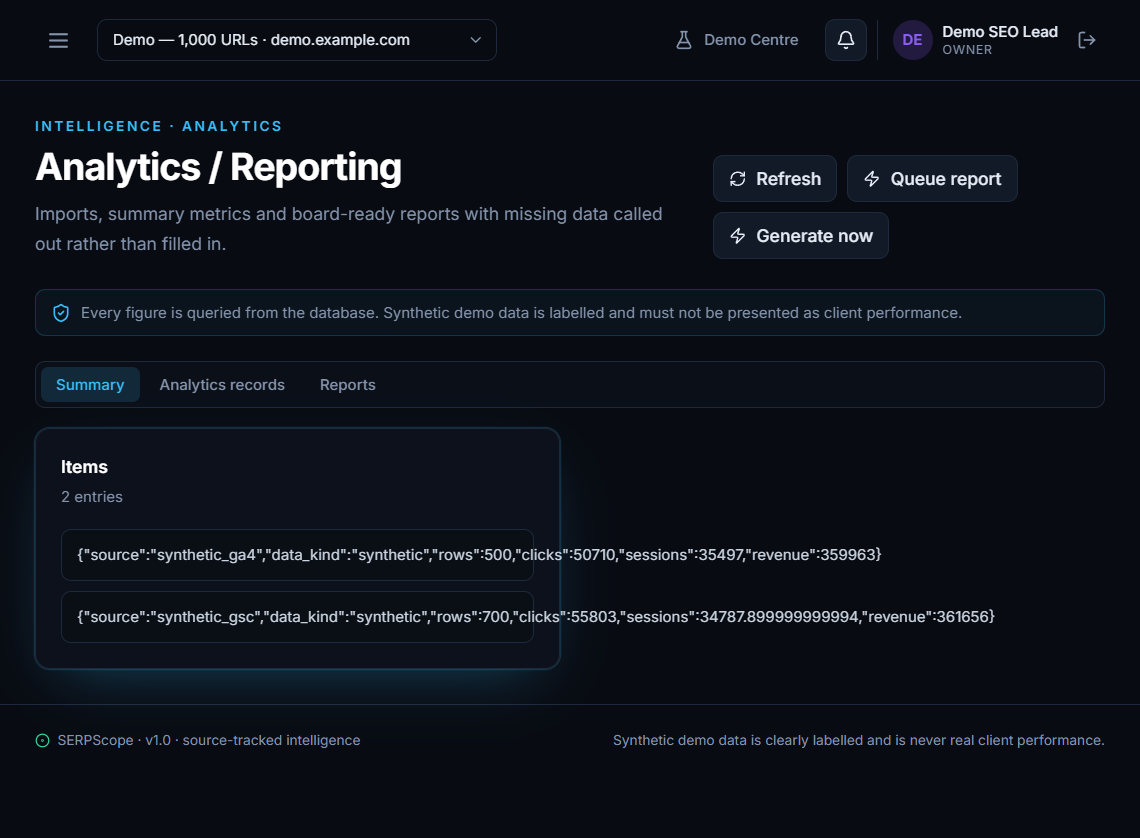 Demo — 1,000 URLs · demo.example.com
Demo Centre
DE
Demo SEO Lead
OWNER
INTELLIGENCE · ANALYTICS
Analytics / Reporting
Imports, summary metrics and board-ready reports with missing data called
out rather than filled in.
Refresh
Queue report
Generate now
Every figure is queried from the database. Synthetic demo data is labelled and must not be presented as client performance.
Summary
Analytics records
Reports
Items
2 entries
{"source":"synthetic_ga4","data_kind":"synthetic","rows":500,"clicks":50710,"sessions":35497,"revenue":359963}
{"source":"synthetic_gsc","data_kind":"synthetic","rows":700,"clicks":55803,"sessions":34787.899999999994,"revenue":361656}
SERPScope · v1.0 · source-tracked intelligence
Synthetic demo data is clearly labelled and is never real client performance.